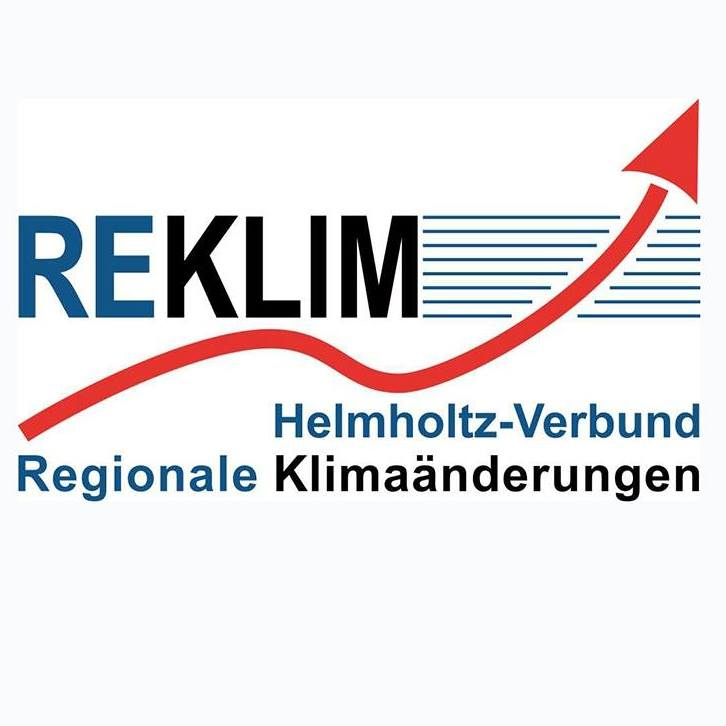 REKLIM
Helmholtz-Verbund
Regionale Klimaänderungen